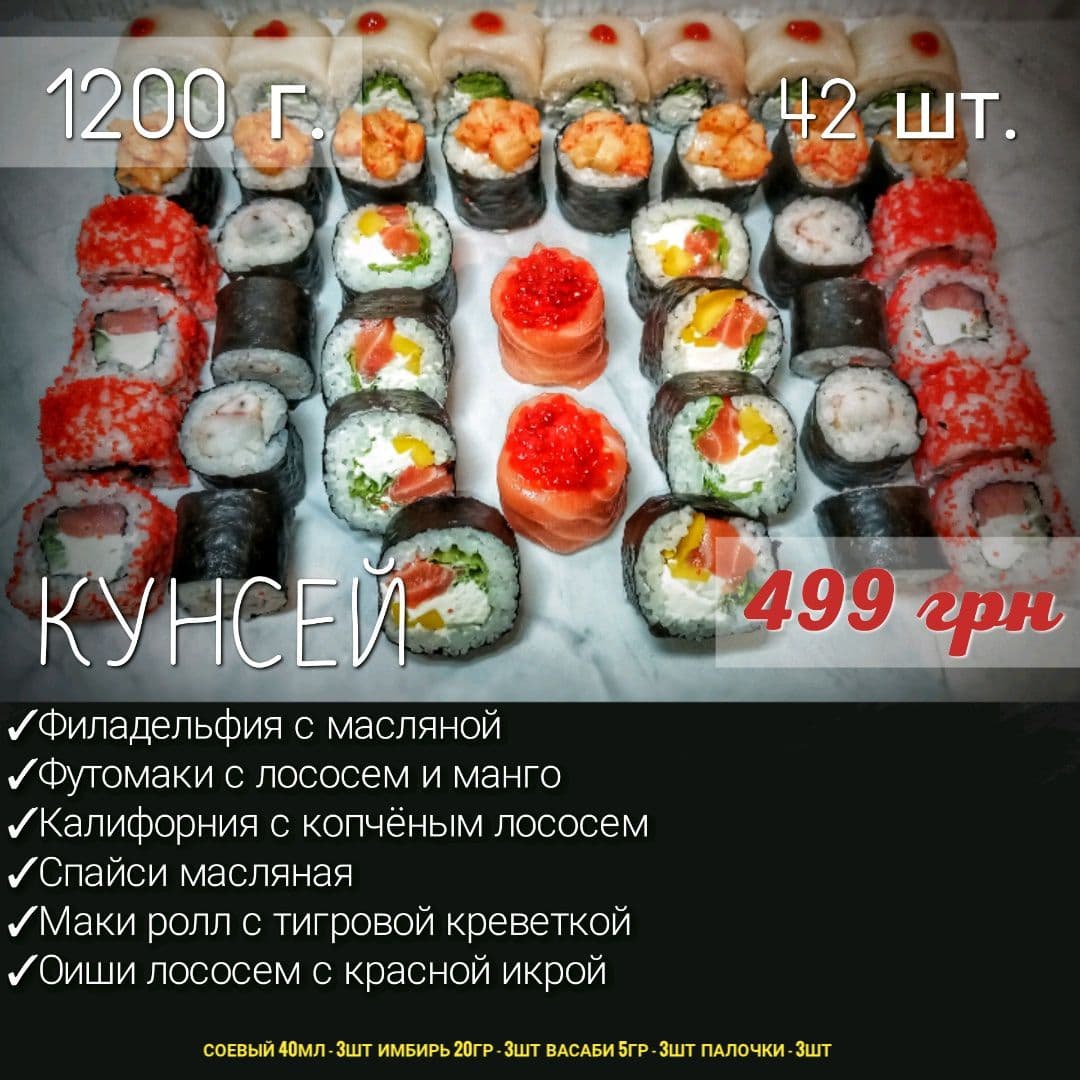 1200 г.
42 шт.
КУНСЕЙ
499 грн
✓Филадельфия с масляной
✓Футомаки с лососем и манго
✓Калифорния с копчёным лососем
✓Спайси масляная
✓Маки ролл с тигровой креветкой
✓Оиши лососем с красной икрой
СОЕВЫЙ 40МЛ - 3ШТ ИМБИРЬ 20ГР - 3ШТ ВАСАБИ 5ГР - 3ШТ ПАЛОЧКИ - 3ШТ